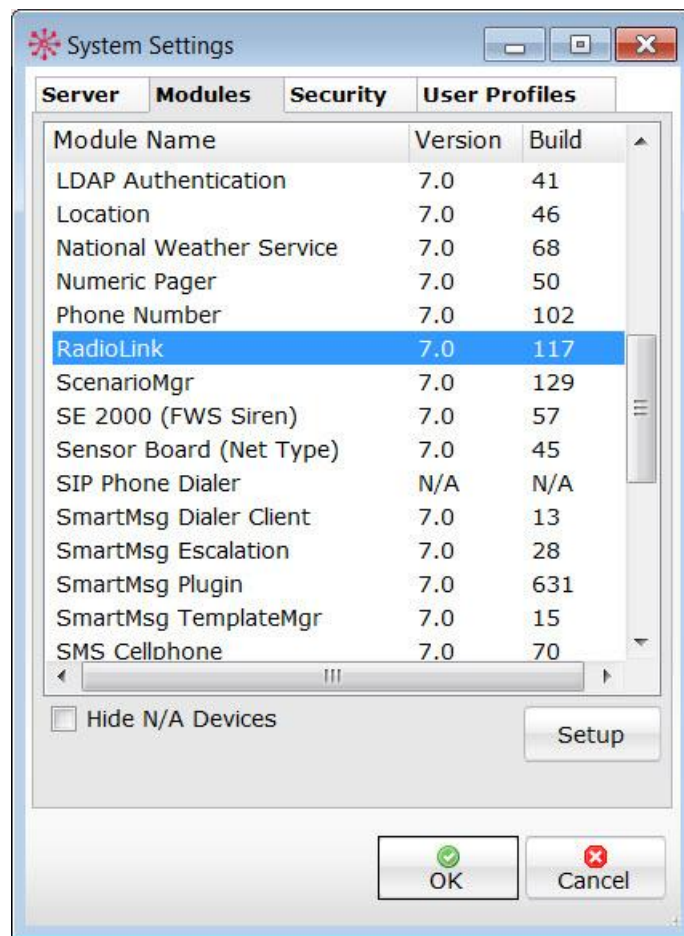 System Settings
Server Modules Security User Profiles
Module Name Version Build
LDAP Authentication 7.0 41
Location 7.0 46
National Weather Service 7.0 68
Numeric Pager 7.0 50
Phone Number 7.0 102
RadioLink 7.0 117
ScenarioMgr 7.0 129
SE 2000 (FWS Siren) 7.0 57
Sensor Board (Net Type) 7.0 45
SIP Phone Dialer N/A N/A
SmartMsg Dialer Client 7.0 13
SmartMsg Escalation 7.0 28
SmartMsg Plugin 7.0 631
SmartMsg TemplateMgr 7.0 15
SMS Cellphone 7.0 70
Hide N/A Devices
Setup
OK Cancel